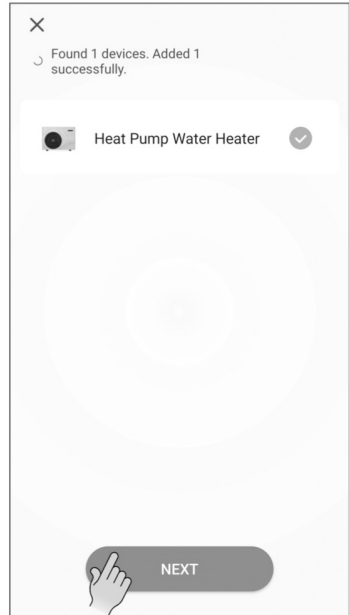 Found 1 devices. Added 1
successfully.
Heat Pump Water Heater
NEXT